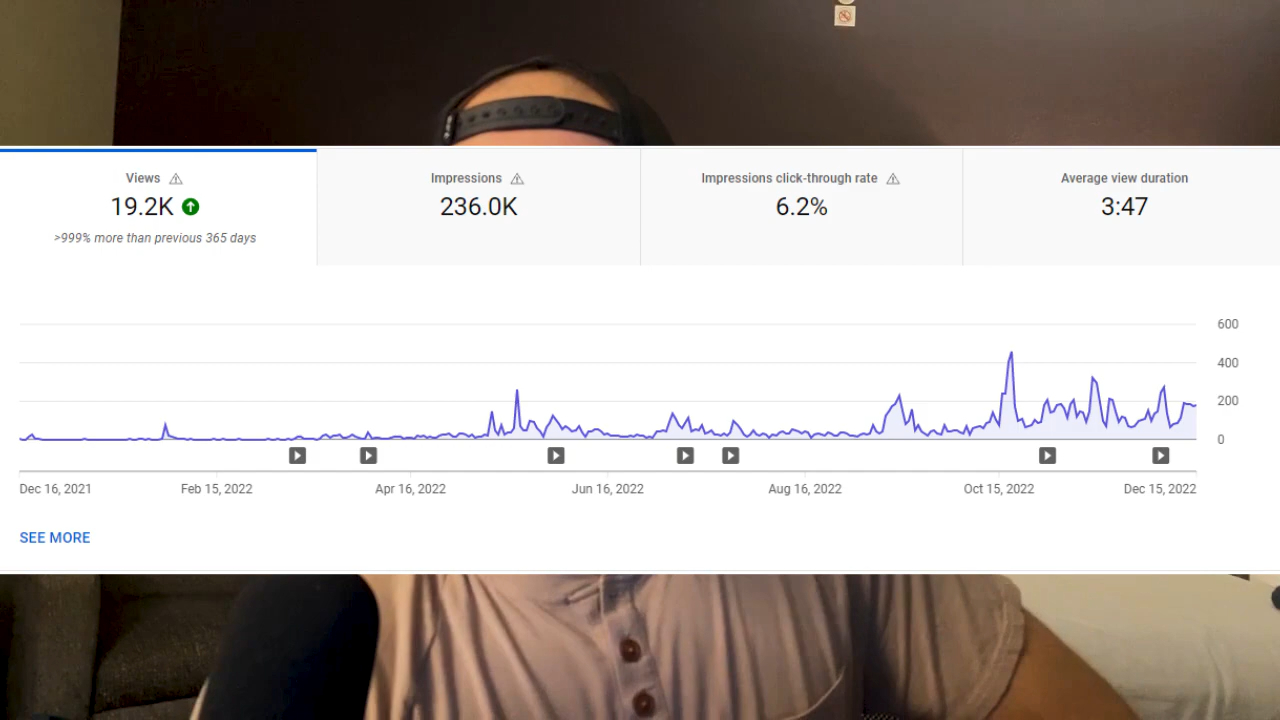 Views
19.2K
>999% more than previous 365 days
Impressions
236.0K
Impressions click-through rate
6.2%
Average view duration
3:47
600
400
200
0
Dec 16, 2021
Feb 15, 2022
Apr 16, 2022
Jun 16, 2022
Aug 16, 2022
Oct 15, 2022
Dec 15, 2022
SEE MORE